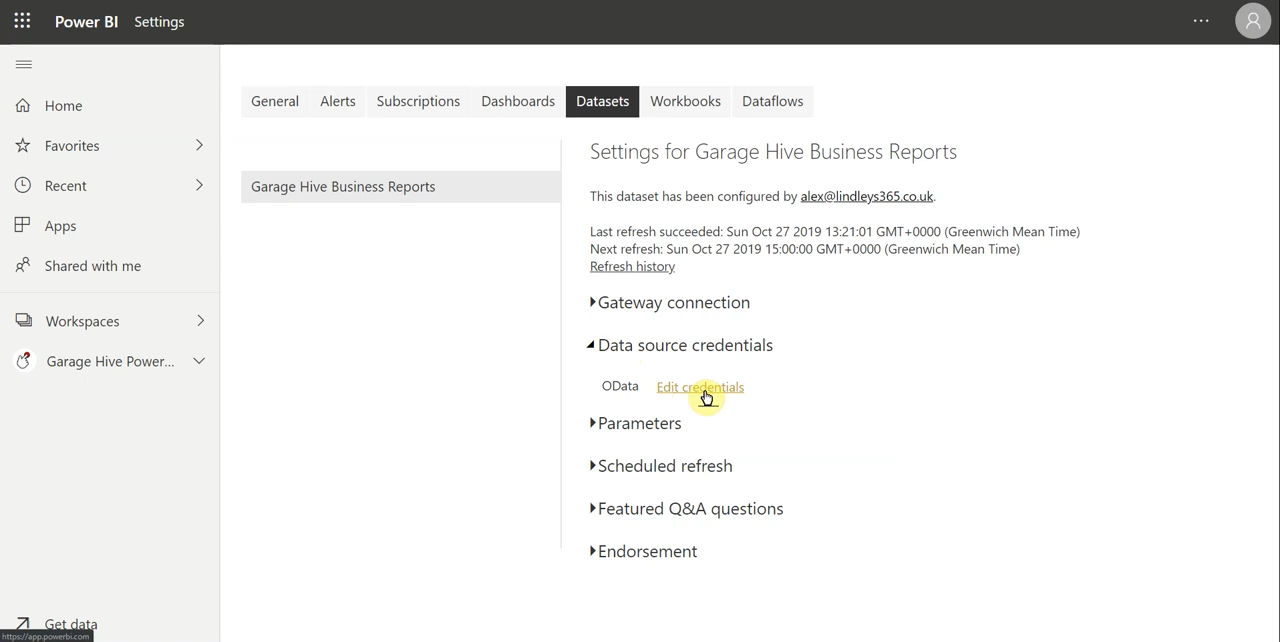 Power BI Settings
Home
Favorites
Recent
Apps
Shared with me
Workspaces
Garage Hive Power...
Get data
https://app.powerbi.com
General Alerts Subscriptions Dashboards Datasets Workbooks Dataflows
Garage Hive Business Reports
Settings for Garage Hive Business Reports
This dataset has been configured by alex@lindleys365.co.uk.
Last refresh succeeded: Sun Oct 27 2019 13:21:01 GMT+0000 (Greenwich Mean Time)
Next refresh: Sun Oct 27 2019 15:00:00 GMT+0000 (Greenwich Mean Time)
Refresh history
Gateway connection
Data source credentials
OData Edit credentials
Parameters
Scheduled refresh
Featured Q&A questions
Endorsement